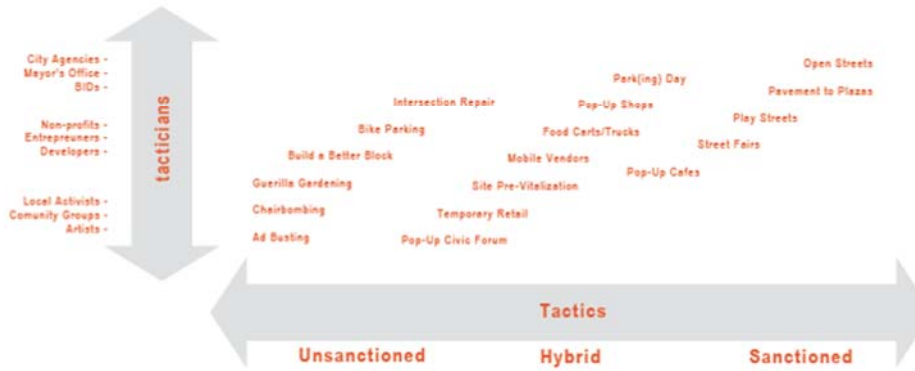 City Agencies -
Mayor's Office -
BIDs -
Non-profits -
Entrepruners -
Developers -
Local Activists -
Comunity Groups -
Artists -
tacticians
Open Streets
Park(ing) Day
Pavement to Plazas
Intersection Repair
Pop-Up Shops
Play Streets
Bike Parking
Food Carts/Trucks
Street Fairs
Build a Better Block
Mobile Vendors
Pop-Up Cafes
Guerilla Gardening
Site Pre-Vitalization
Chairbombing
Temporary Retail
Ad Busting
Pop-Up Civic Forum
Tactics
Unsanctioned
Hybrid
Sanctioned